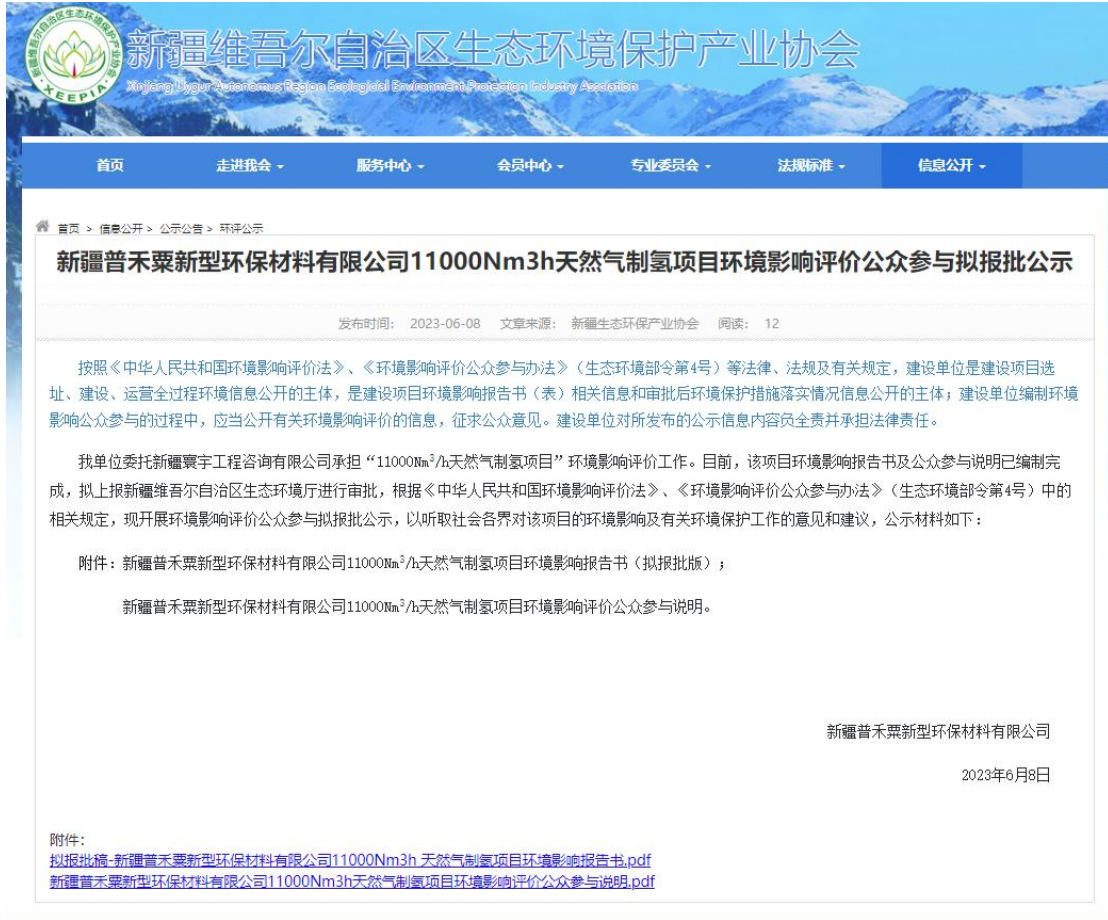 新疆维吾尔自治区生态环境保护产业协会
Xinjiang Uygur Autonomous Region Ecological Environment Protection Industry Association
XEEPIA
首页 走进我会 服务中心 会员中心 专业委员会 法规标准 信息公开
首页 > 信息公开 > 公示公告 > 环评公示
新疆普禾粟新型环保材料有限公司11000Nm3h天然气制氢项目环境影响评价公众参与拟报批公示
发布时间： 2023-06-08 文章来源： 新疆生态环保产业协会 阅读： 12
按照《中华人民共和国环境影响评价法》、《环境影响评价公众参与办法》（生态环境部令第4号）等法律、法规及有关规定，建设单位是建设项目选
址、建设、运营全过程环境信息公开的主体，是建设项目环境影响报告书（表）相关信息和审批后环境保护措施落实情况信息公开的主体；建设单位编制环境
影响公众参与的过程中，应当公开有关环境影响评价的信息，征求公众意见。建设单位对所发布的公示信息内容负全责并承担法律责任。
我单位委托新疆寰宇工程咨询有限公司承担“11000Nm³/h天然气制氢项目”环境影响评价工作。目前，该项目环境影响报告书及公众参与说明已编制完
成，拟上报新疆维吾尔自治区生态环境厅进行审批，根据《中华人民共和国环境影响评价法》、《环境影响评价公众参与办法》（生态环境部令第4号）中的
相关规定，现开展环境影响评价公众参与拟报批公示，以听取社会各界对该项目的环境影响及有关环境保护工作的意见和建议，公示材料如下：
附件：新疆普禾粟新型环保材料有限公司11000Nm³/h天然气制氢项目环境影响报告书（拟报批版）；
新疆普禾粟新型环保材料有限公司11000Nm³/h天然气制氢项目环境影响评价公众参与说明。
新疆普禾粟新型环保材料有限公司
2023年6月8日
附件：
拟报批稿-新疆普禾粟新型环保材料有限公司11000Nm3h 天然气制氢项目环境影响报告书.pdf
新疆普禾粟新型环保材料有限公司11000Nm3h天然气制氢项目环境影响评价公众参与说明.pdf